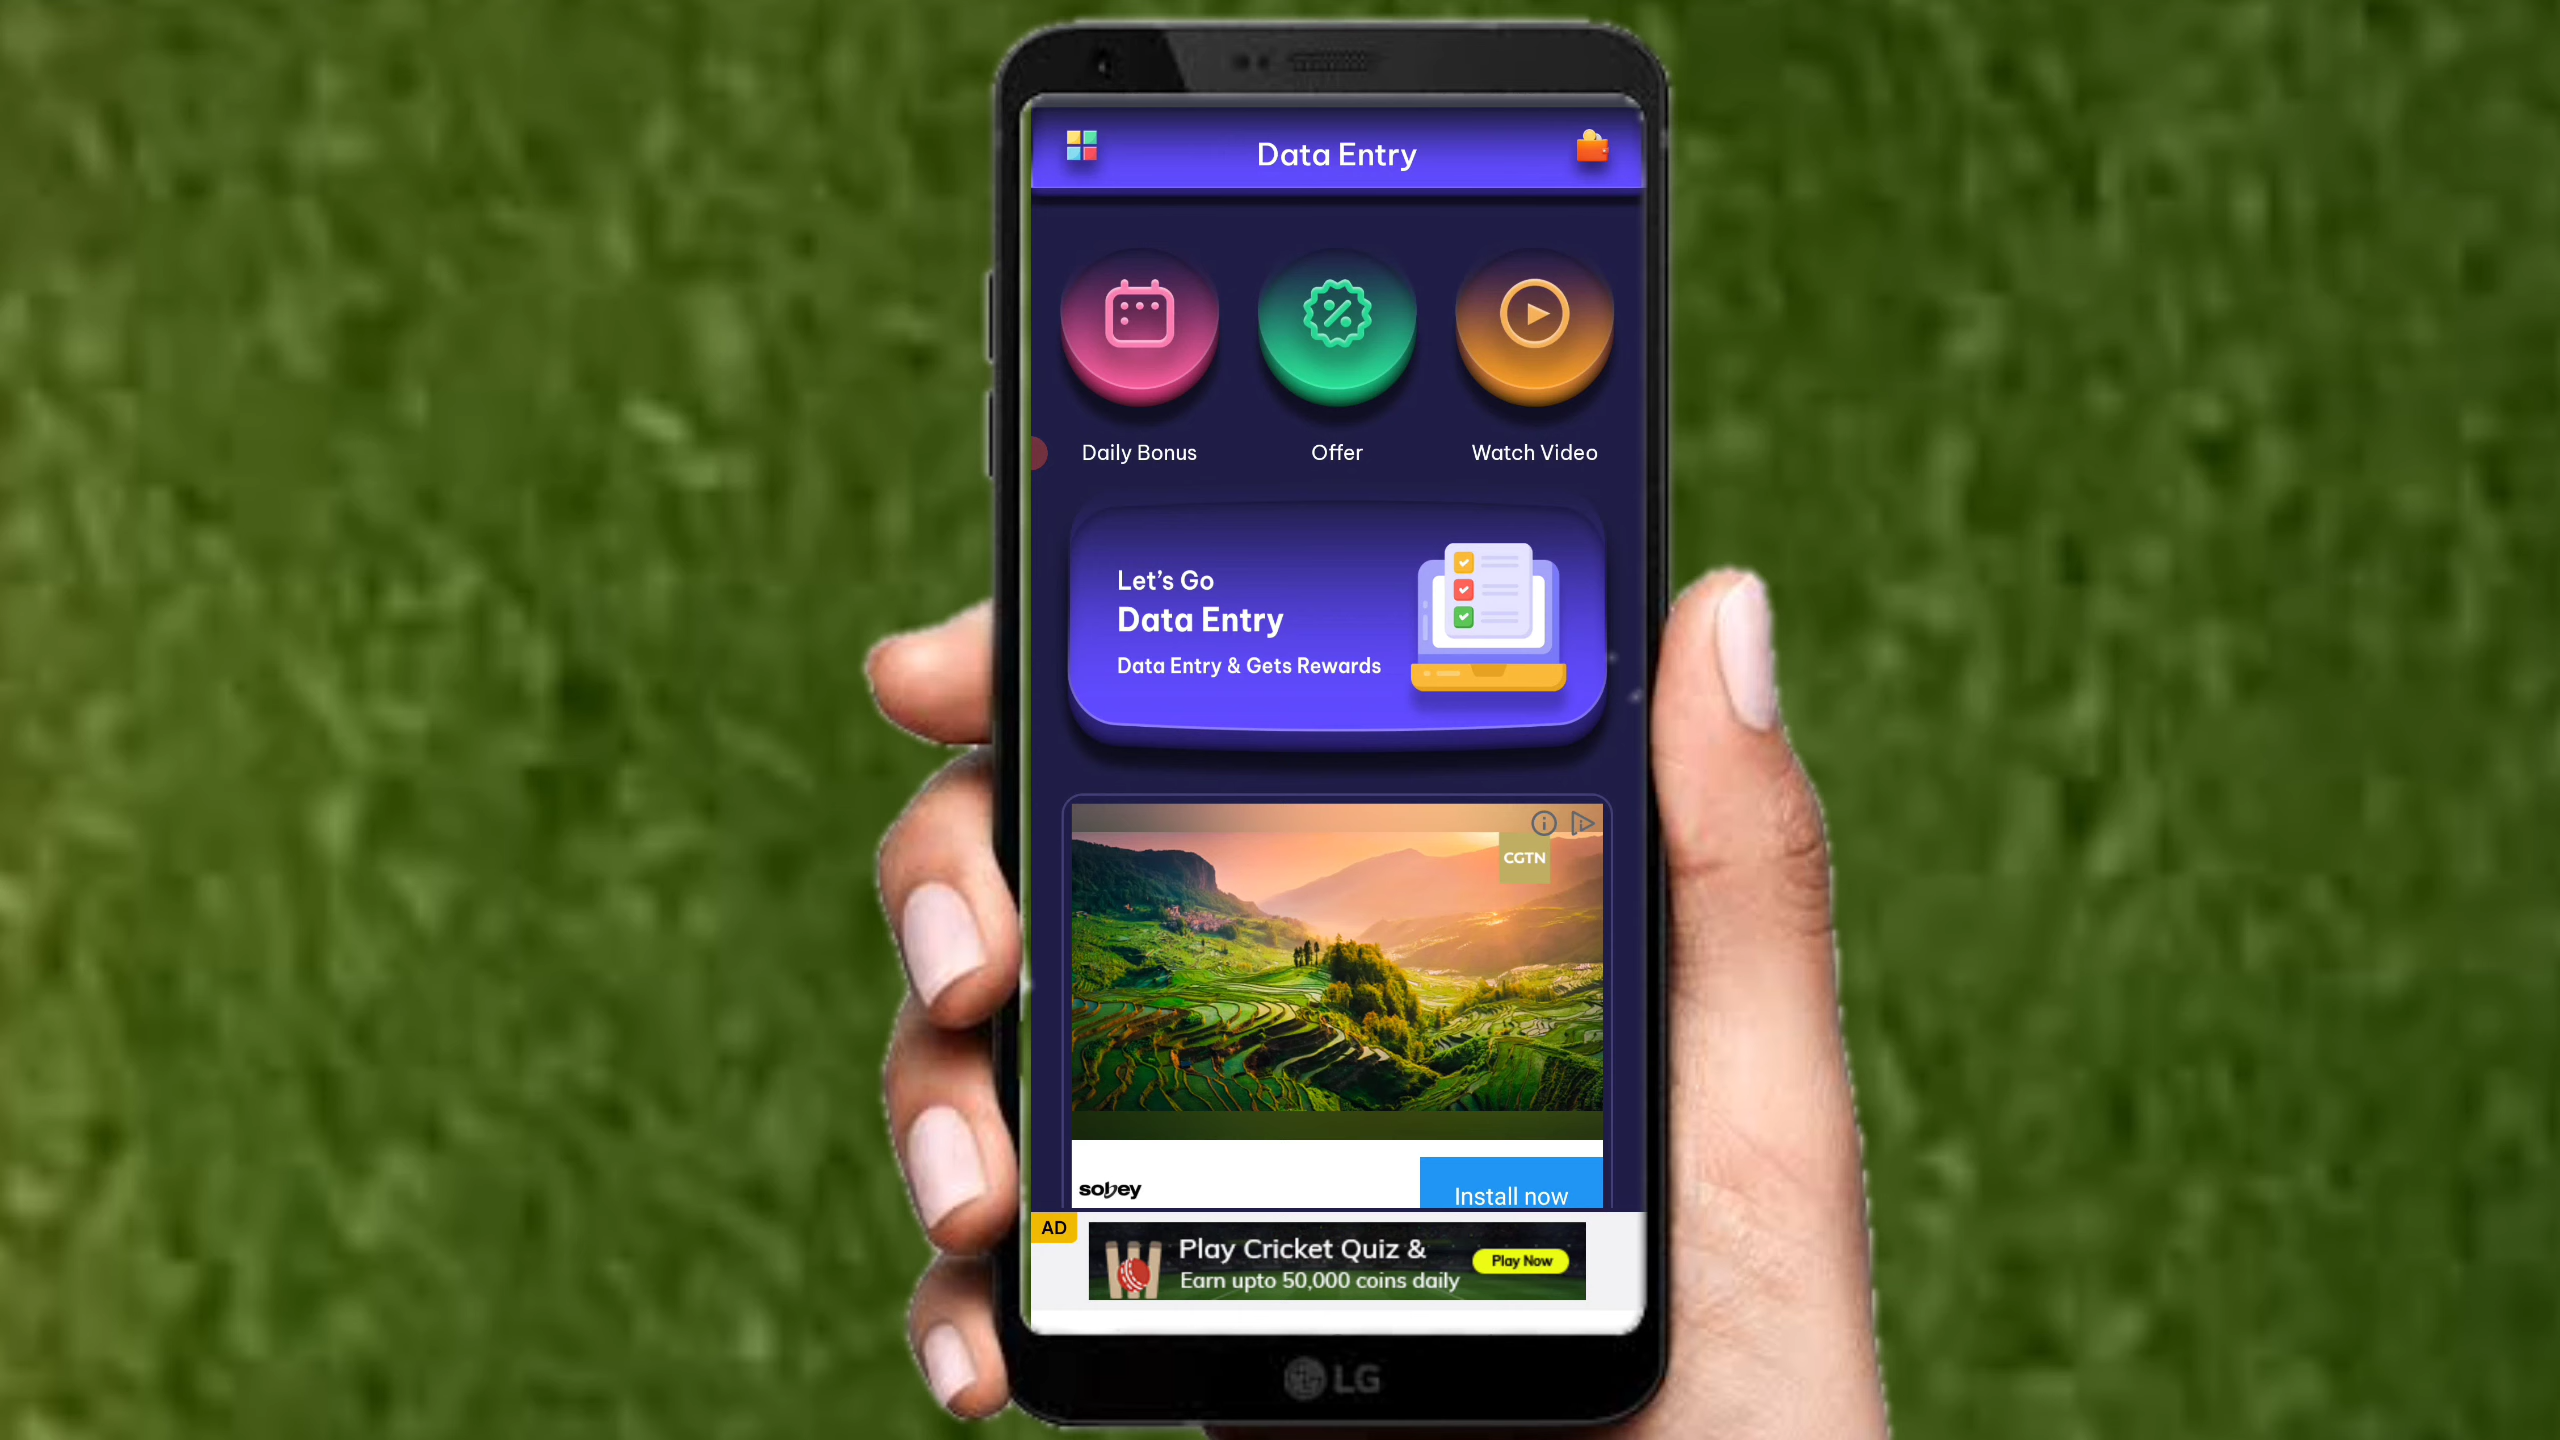 Data Entry
Daily Bonus
Offer
Watch Video
Let's Go
Data Entry
Data Entry & Gets Rewards
CGTN
sobey
Install now
AD
Play Cricket Quiz &
Earn upto 50,000 coins daily
Play Now
LG